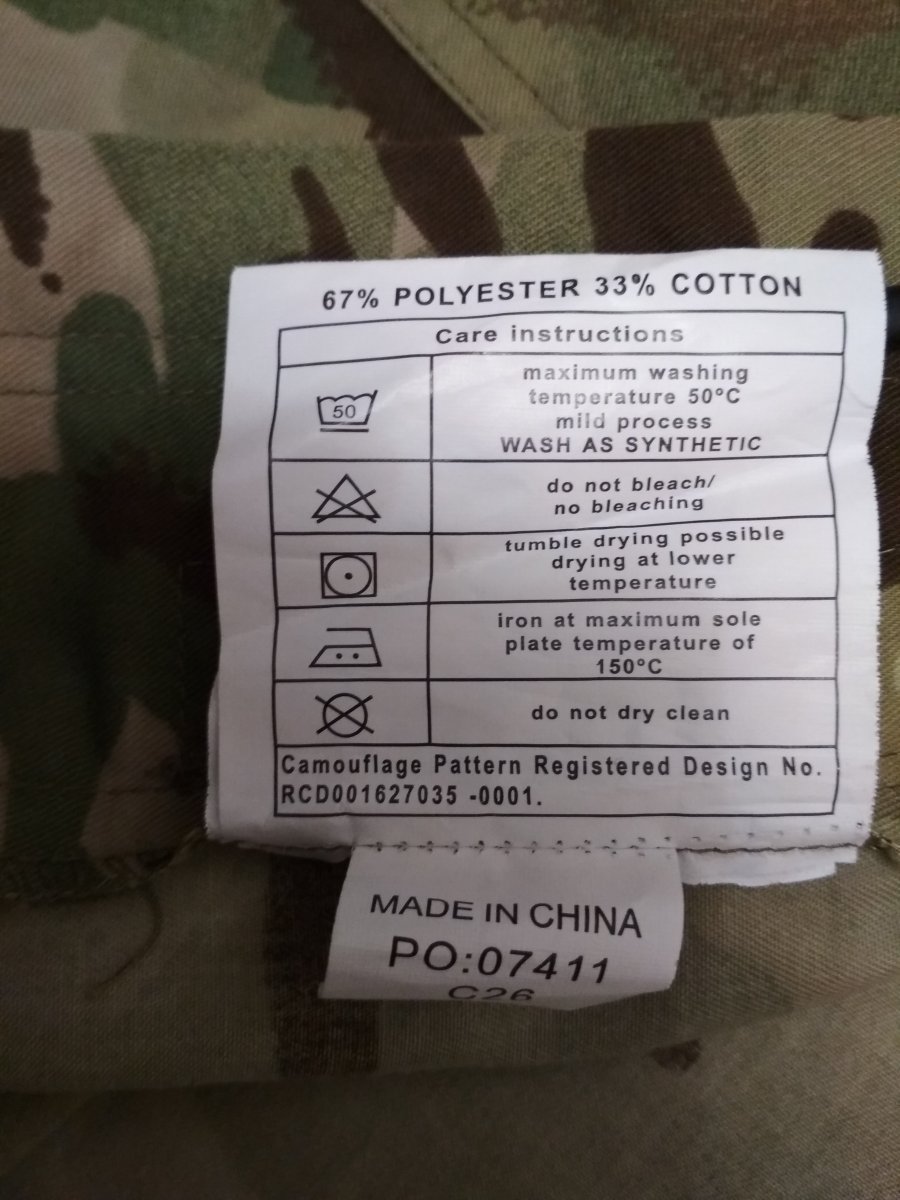 67% POLYESTER 33% COTTON
Care instructions
50
maximum washing
temperature 50°C
mild process
WASH AS SYNTHETIC
do not bleach/
no bleaching
tumble drying possible
drying at lower
temperature
iron at maximum sole
plate temperature of
150°C
do not dry clean
Camouflage Pattern Registered Design No.
RCD001627035 -0001.
MADE IN CHINA
PO:07411
C26